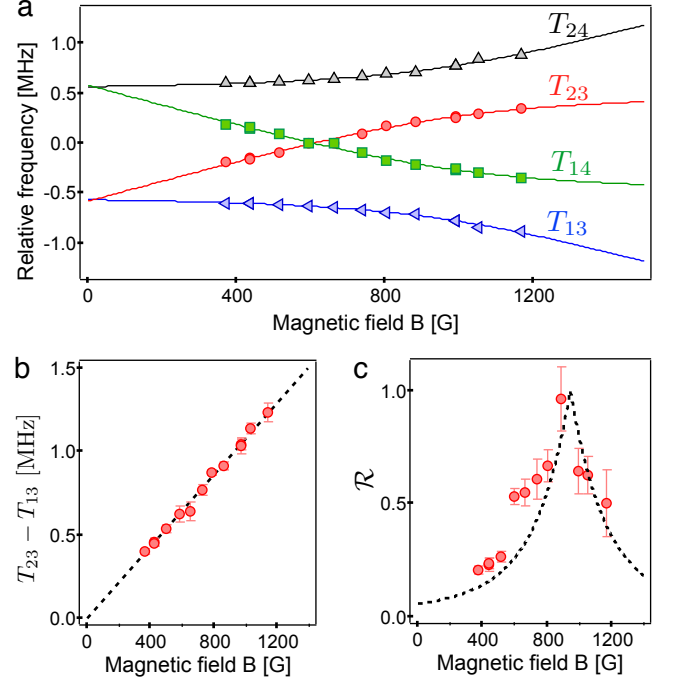 a
Relative frequency [MHz]
1.0
0.5
0.0
-0.5
-1.0
T24
T23
T14
T13
0
400
800
1200
Magnetic field B [G]
b
T23 − T13 [MHz]
1.5
1.0
0.5
0.0
0
400
800
1200
Magnetic field B [G]
c
R
1.0
0.5
0.0
0
400
800
1200
Magnetic field B [G]